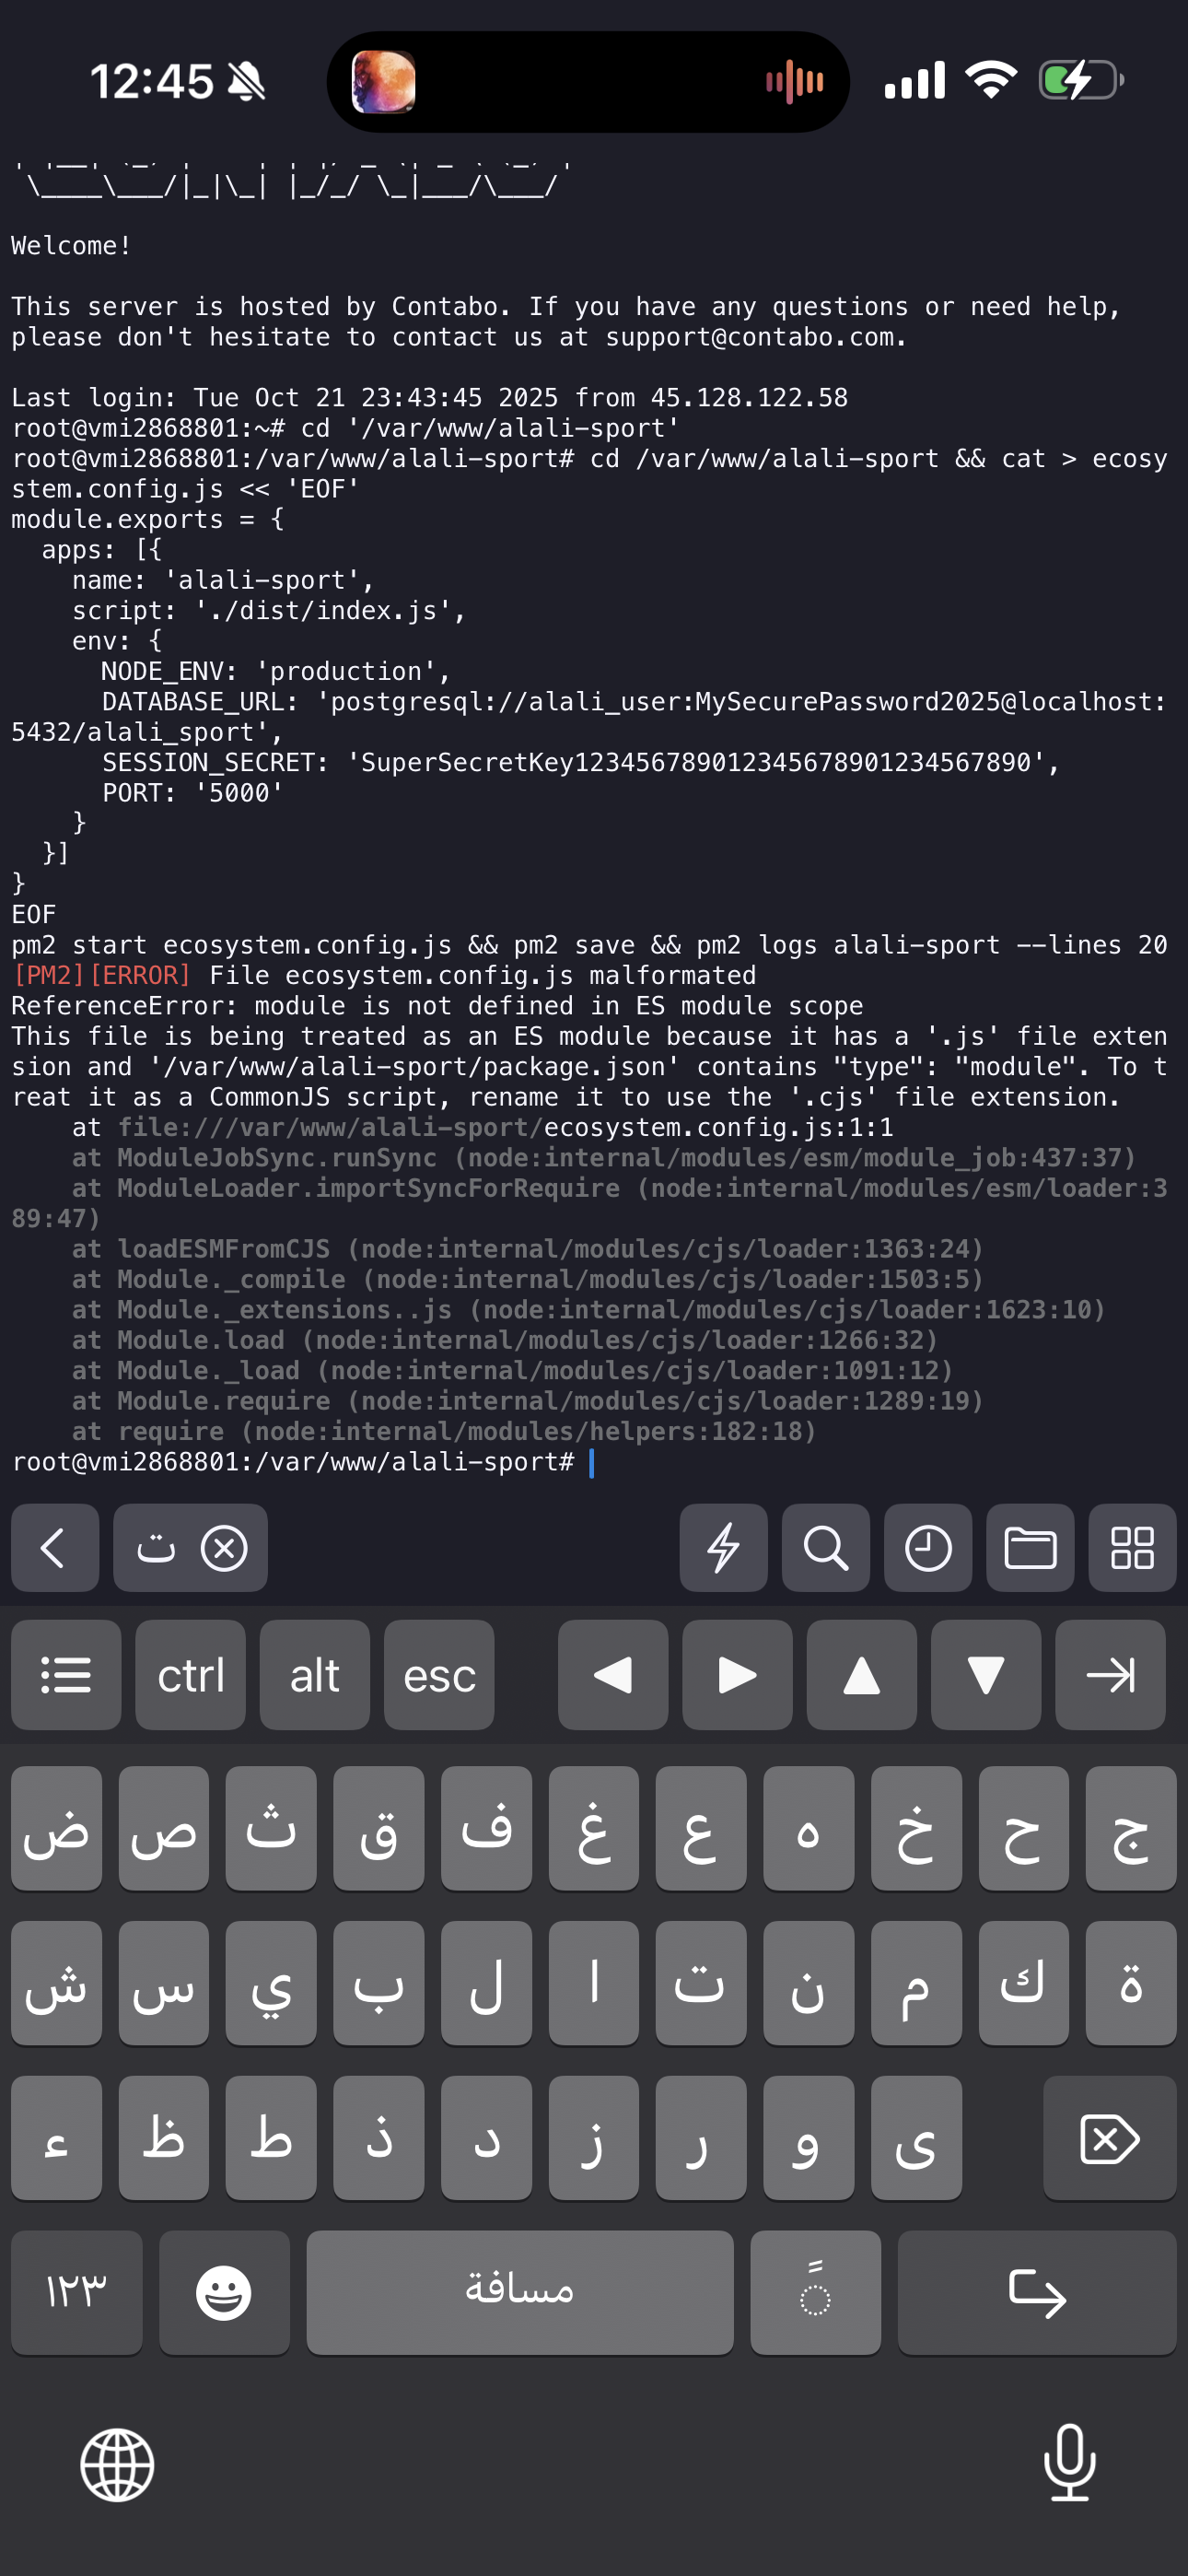 12:45
\____\___/|_|\_| |_/_/ \_|___/\___/
Welcome!
This server is hosted by Contabo. If you have any questions or need help,
please don't hesitate to contact us at support@contabo.com.
Last login: Tue Oct 21 23:43:45 2025 from 45.128.122.58
root@vmi2868801:~# cd '/var/www/alali-sport'
root@vmi2868801:/var/www/alali-sport# cd /var/www/alali-sport && cat > ecosy
stem.config.js << 'EOF'
module.exports = {
  apps: [{
    name: 'alali-sport',
    script: './dist/index.js',
    env: {
      NODE_ENV: 'production',
      DATABASE_URL: 'postgresql://alali_user:MySecurePassword2025@localhost:
5432/alali_sport',
      SESSION_SECRET: 'SuperSecretKey123456789012345678901234567890',
      PORT: '5000'
    }
  }]
}
EOF
pm2 start ecosystem.config.js && pm2 save && pm2 logs alali-sport --lines 20
[PM2][ERROR] File ecosystem.config.js malformated
ReferenceError: module is not defined in ES module scope
This file is being treated as an ES module because it has a '.js' file exten
sion and '/var/www/alali-sport/package.json' contains "type": "module". To t
reat it as a CommonJS script, rename it to use the '.cjs' file extension.
    at file:///var/www/alali-sport/ecosystem.config.js:1:1
    at ModuleJobSync.runSync (node:internal/modules/esm/module_job:437:37)
    at ModuleLoader.importSyncForRequire (node:internal/modules/esm/loader:3
89:47)
    at loadESMFromCJS (node:internal/modules/cjs/loader:1363:24)
    at Module._compile (node:internal/modules/cjs/loader:1503:5)
    at Module._extensions..js (node:internal/modules/cjs/loader:1623:10)
    at Module.load (node:internal/modules/cjs/loader:1266:32)
    at Module._load (node:internal/modules/cjs/loader:1091:12)
    at Module.require (node:internal/modules/cjs/loader:1289:19)
    at require (node:internal/modules/helpers:182:18)
root@vmi2868801:/var/www/alali-sport#
ت
ctrl alt esc
ض ص ث ق ف غ ع ه خ ح ج
ش س ي ب ل ا ت ن م ك ة
ء ظ ط ذ د ز ر و ى
١٢٣ مسافة